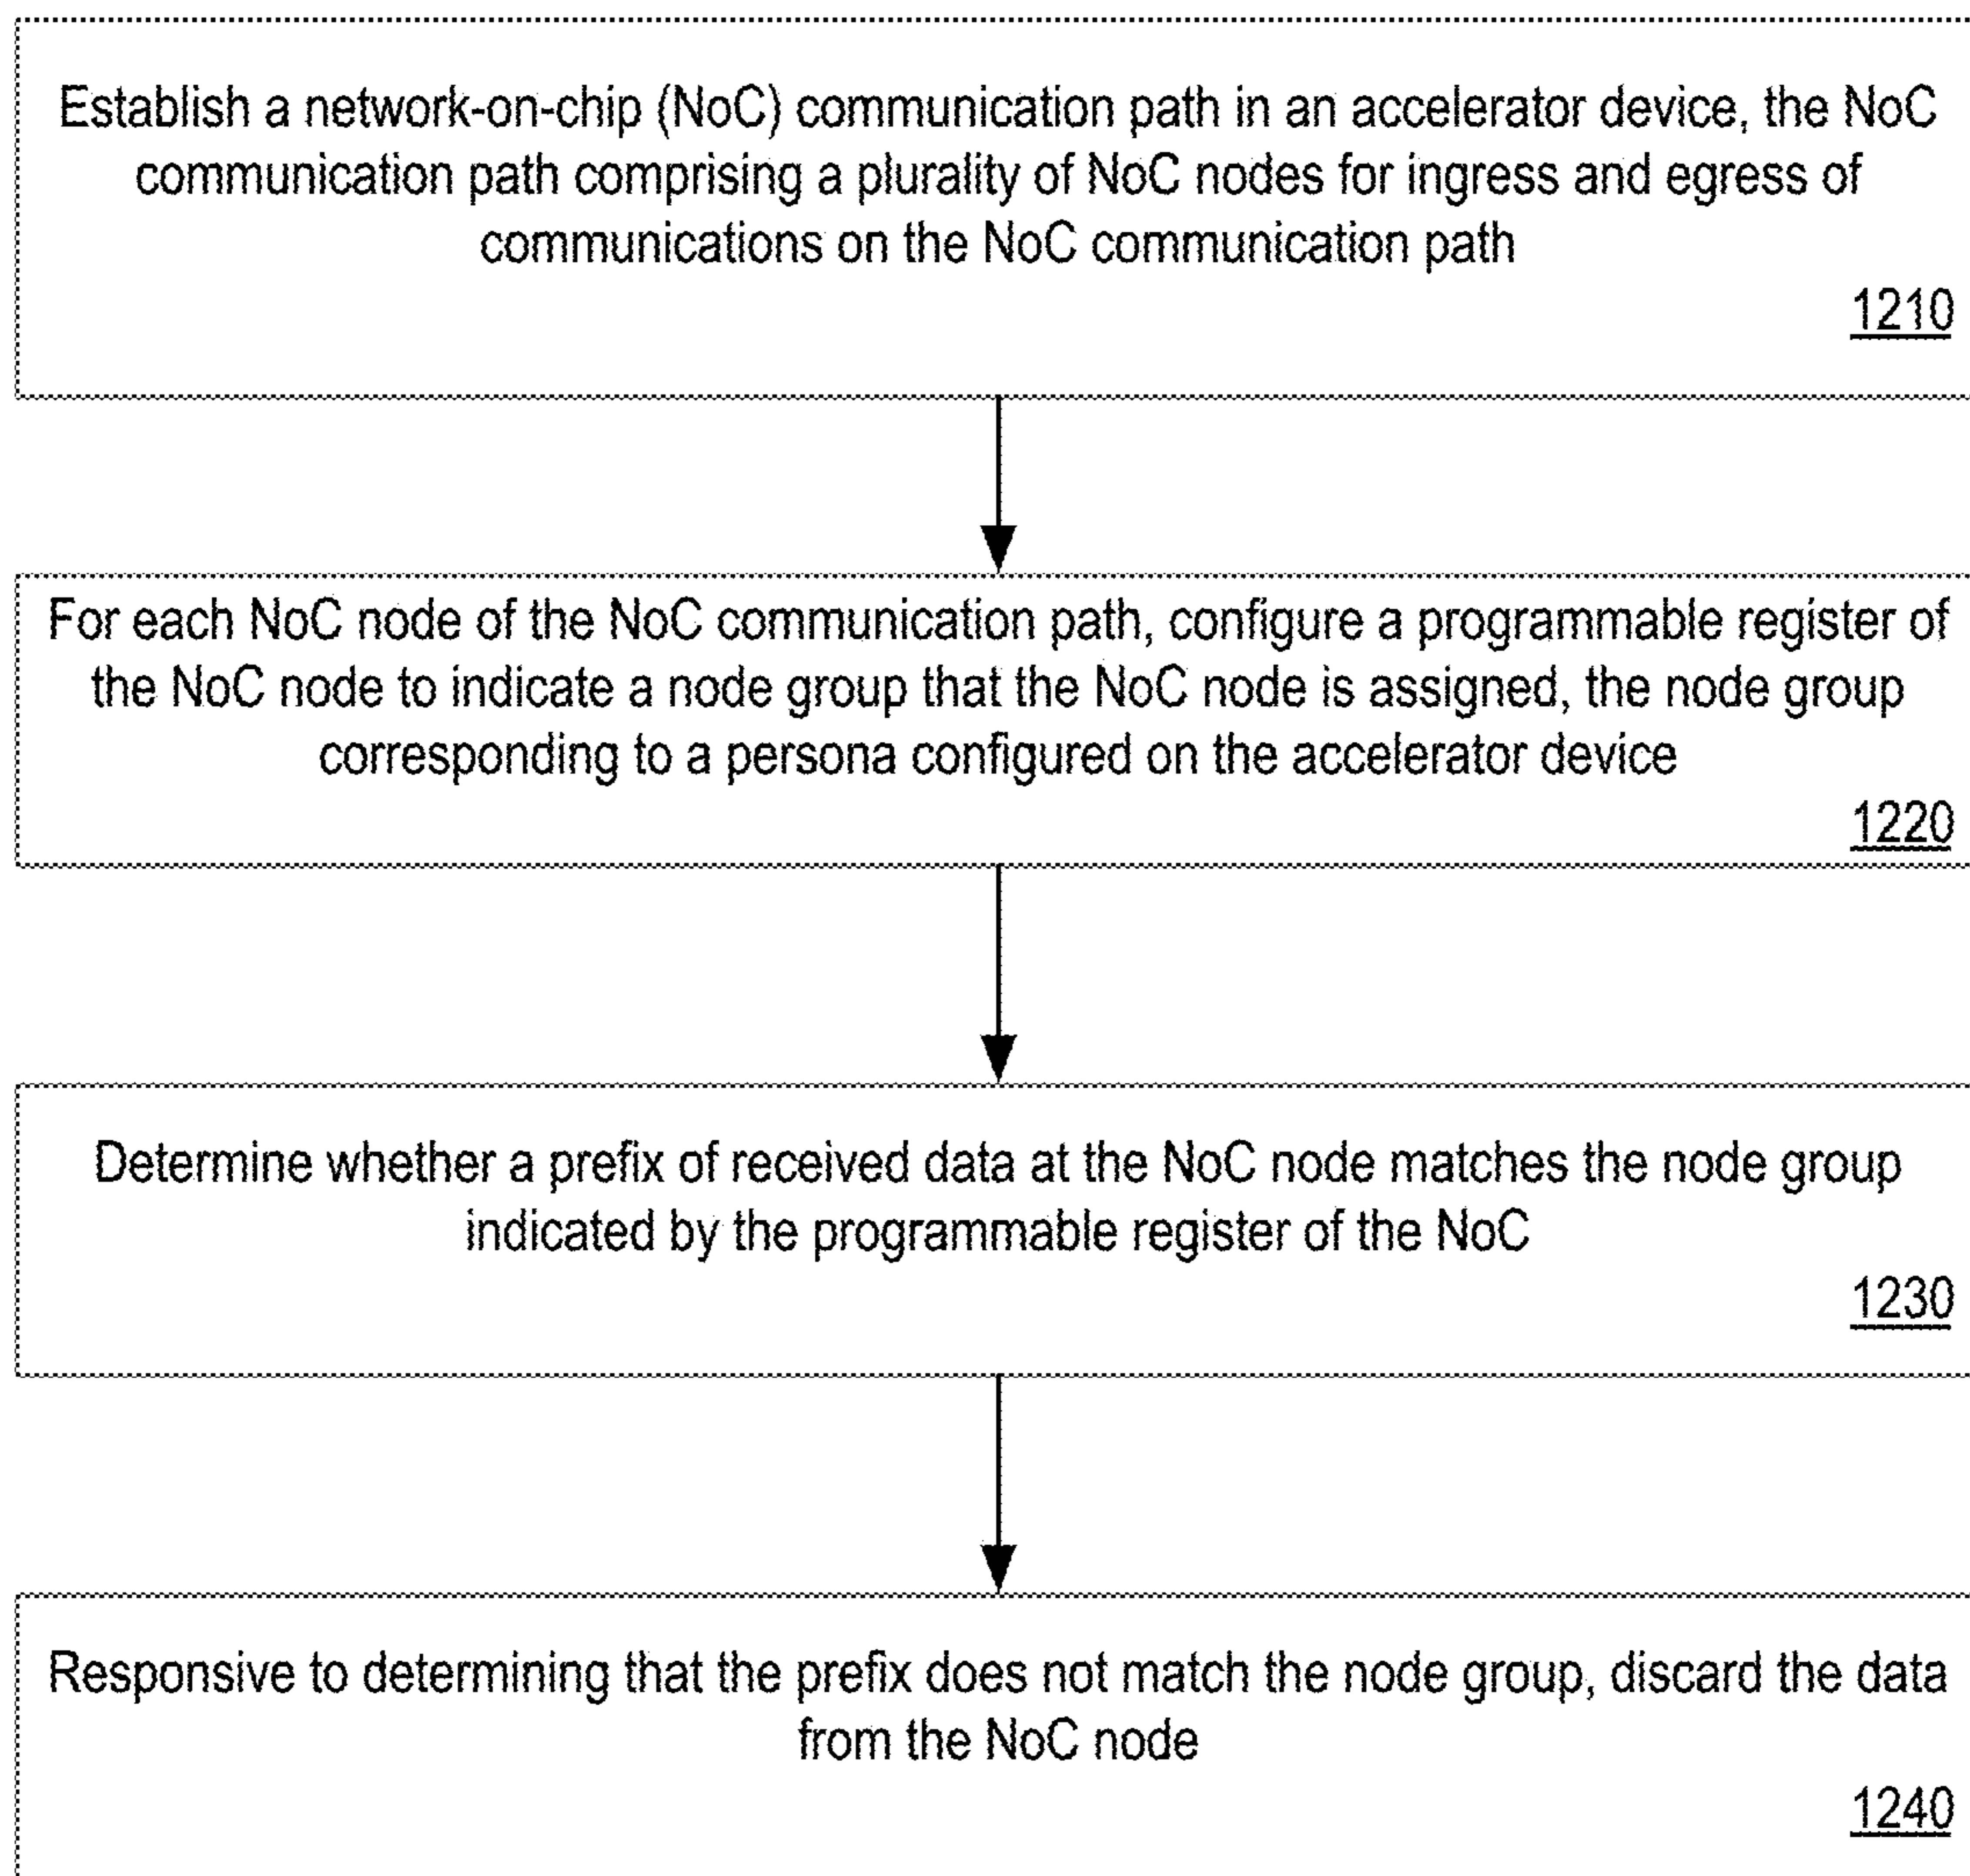 Establish a network-on-chip (NoC) communication path in an accelerator device, the NoC
communication path comprising a plurality of NoC nodes for ingress and egress of
communications on the NoC communication path
1210
For each NoC node of the NoC communication path, configure a programmable register of
the NoC node to indicate a node group that the NoC node is assigned, the node group
corresponding to a persona configured on the accelerator device
1220
Determine whether a prefix of received data at the NoC node matches the node group
indicated by the programmable register of the NoC
1230
Responsive to determining that the prefix does not match the node group, discard the data
from the NoC node
1240